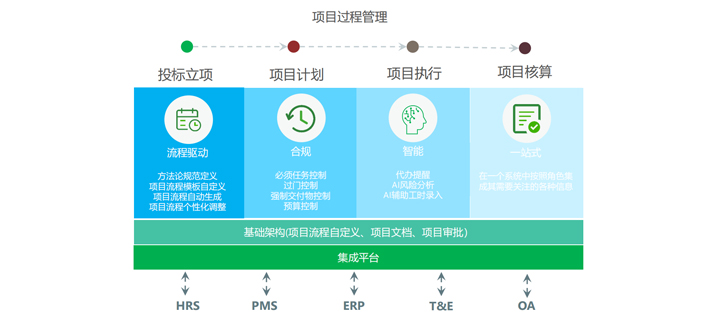 项目过程管理
投标立项 项目计划 项目执行 项目核算
流程驱动 合规 智能 一站式
方法论规范定义
项目流程模板自定义
项目流程自动生成
项目流程个性化调整
必须任务控制
过门控制
强制交付物控制
预算控制
代办提醒
AI风险分析
AI辅助工时录入
在一个系统中按照角色集
成其需要关注的各种信息
基础架构(项目流程自定义、项目文档、项目审批)
集成平台
HRS PMS ERP T&E OA